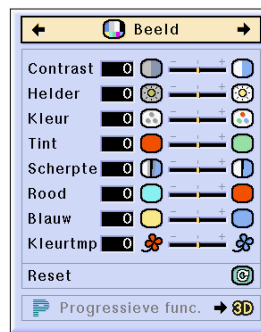 Beeld
Contrast 0
Helder 0
Kleur 0
Tint 0
Scherpte 0
Rood 0
Blauw 0
Kleurtmp 0
Reset
P Progressieve func. 3D